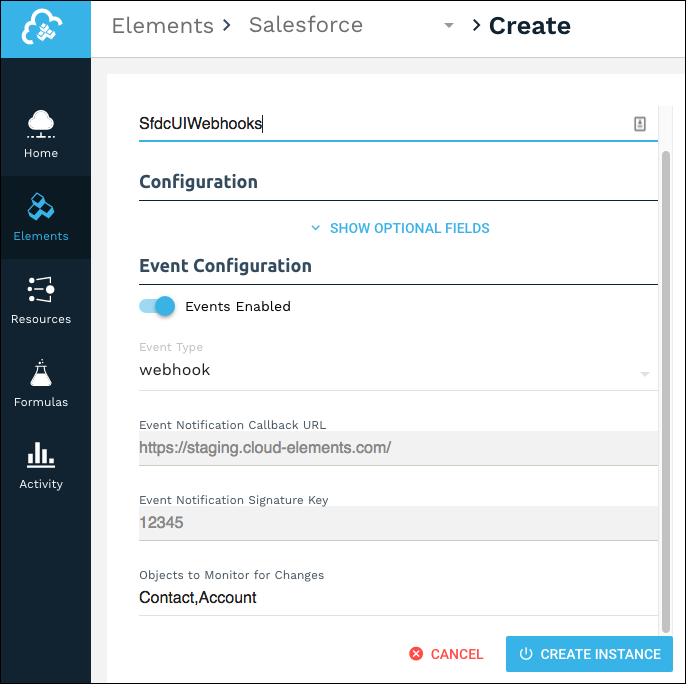 Elements > Salesforce > Create
SfdcUIWebhooks
Home
Configuration
SHOW OPTIONAL FIELDS
Elements
Event Configuration
Events Enabled
Resources
Event Type
webhook
Formulas
Event Notification Callback URL
https://staging.cloud-elements.com/
Activity
Event Notification Signature Key
12345
Objects to Monitor for Changes
Contact,Account
CANCEL CREATE INSTANCE